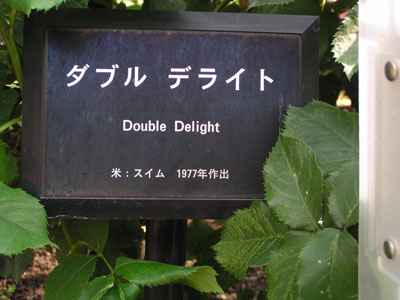 ダブル デライト
Double Delight
米：スイム 1977年作出